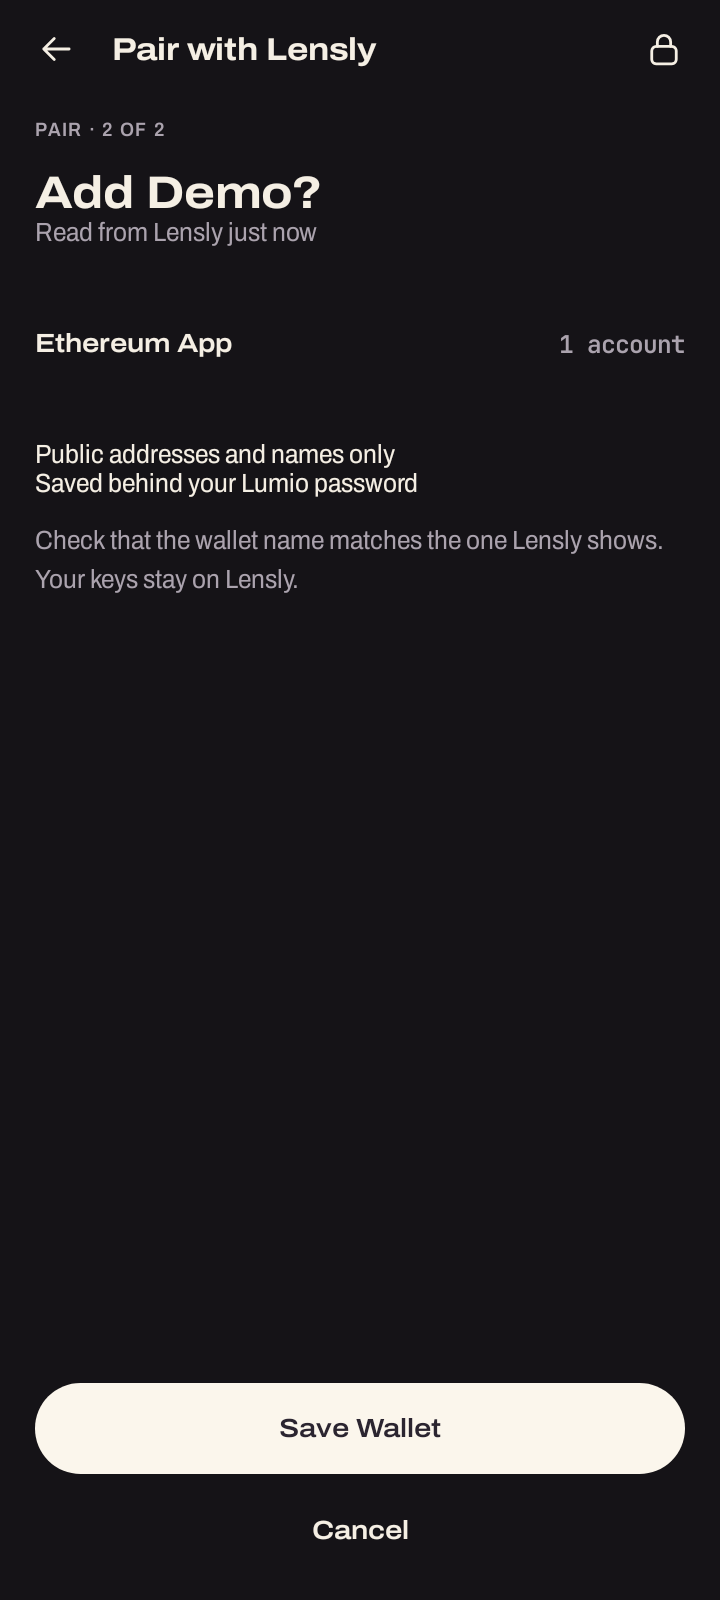 Pair with Lensly
PAIR · 2 OF 2
Add Demo?
Read from Lensly just now
Ethereum App
1 account
Public addresses and names only
Saved behind your Lumio password
Check that the wallet name matches the one Lensly shows.
Your keys stay on Lensly.
Save Wallet
Cancel